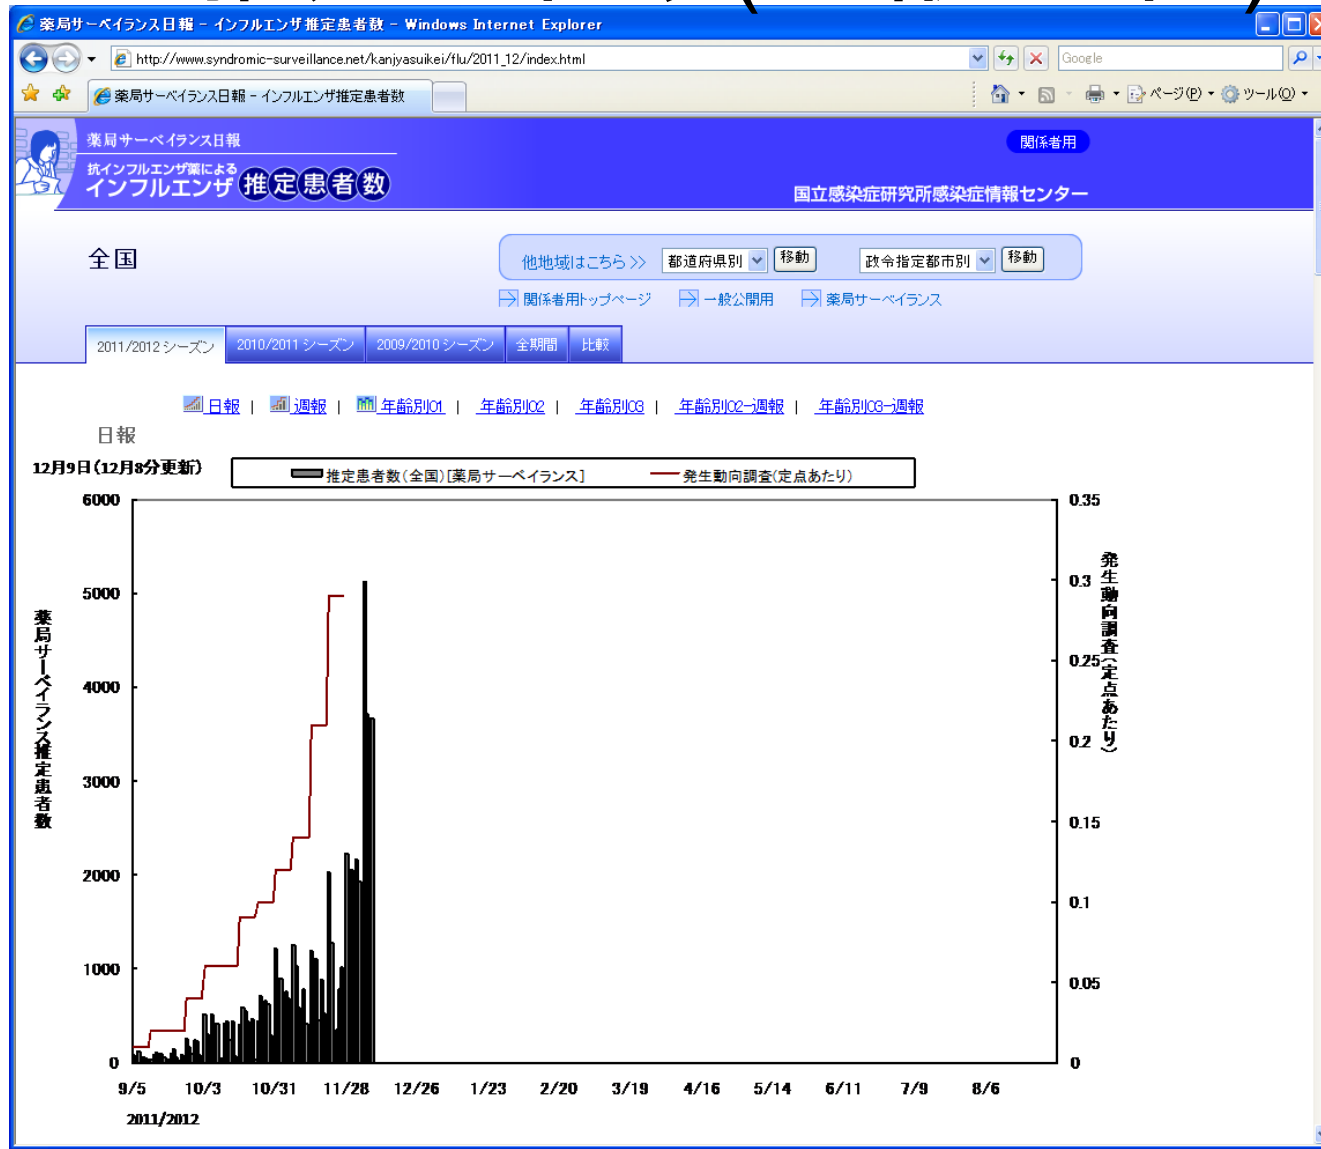 薬局サーベイランス日報 - インフルエンザ推定患者数 - Windows Internet Explorer
http://www.syndromic-surveillance.net/kanjyasuikei/flu/2011_12/index.html
Google
薬局サーベイランス日報 - インフルエンザ推定患者数
ページ(P)
ツール(O)
薬局サーベイランス日報
関係者用
抗インフルエンザ薬による
インフルエンザ 推定患者数
国立感染症研究所感染症情報センター
全国
他地域はこちら>> 都道府県別 移動 政令指定都市別 移動
関係者用トップページ 一般公開用 薬局サーベイランス
2011/2012 シーズン 2010/2011 シーズン 2009/2010 シーズン 全期間 比較
日報 | 週報 | 年齢別01 | 年齢別02 | 年齢別03 | 年齢別02-週報 | 年齢別03-週報
日報
12月9日(12月8分更新)
推定患者数(全国)[薬局サーベイランス] 発生動向調査(定点あたり)
薬局サーベイランス推定患者数
6000
5000
4000
3000
2000
1000
0
0.35
0.3
0.25
0.2
0.15
0.1
0.05
0
発生動向調査(定点あたり)
9/5 10/3 10/31 11/28 12/26 1/23 2/20 3/19 4/16 5/14 6/11 7/9 8/6
2011/2012